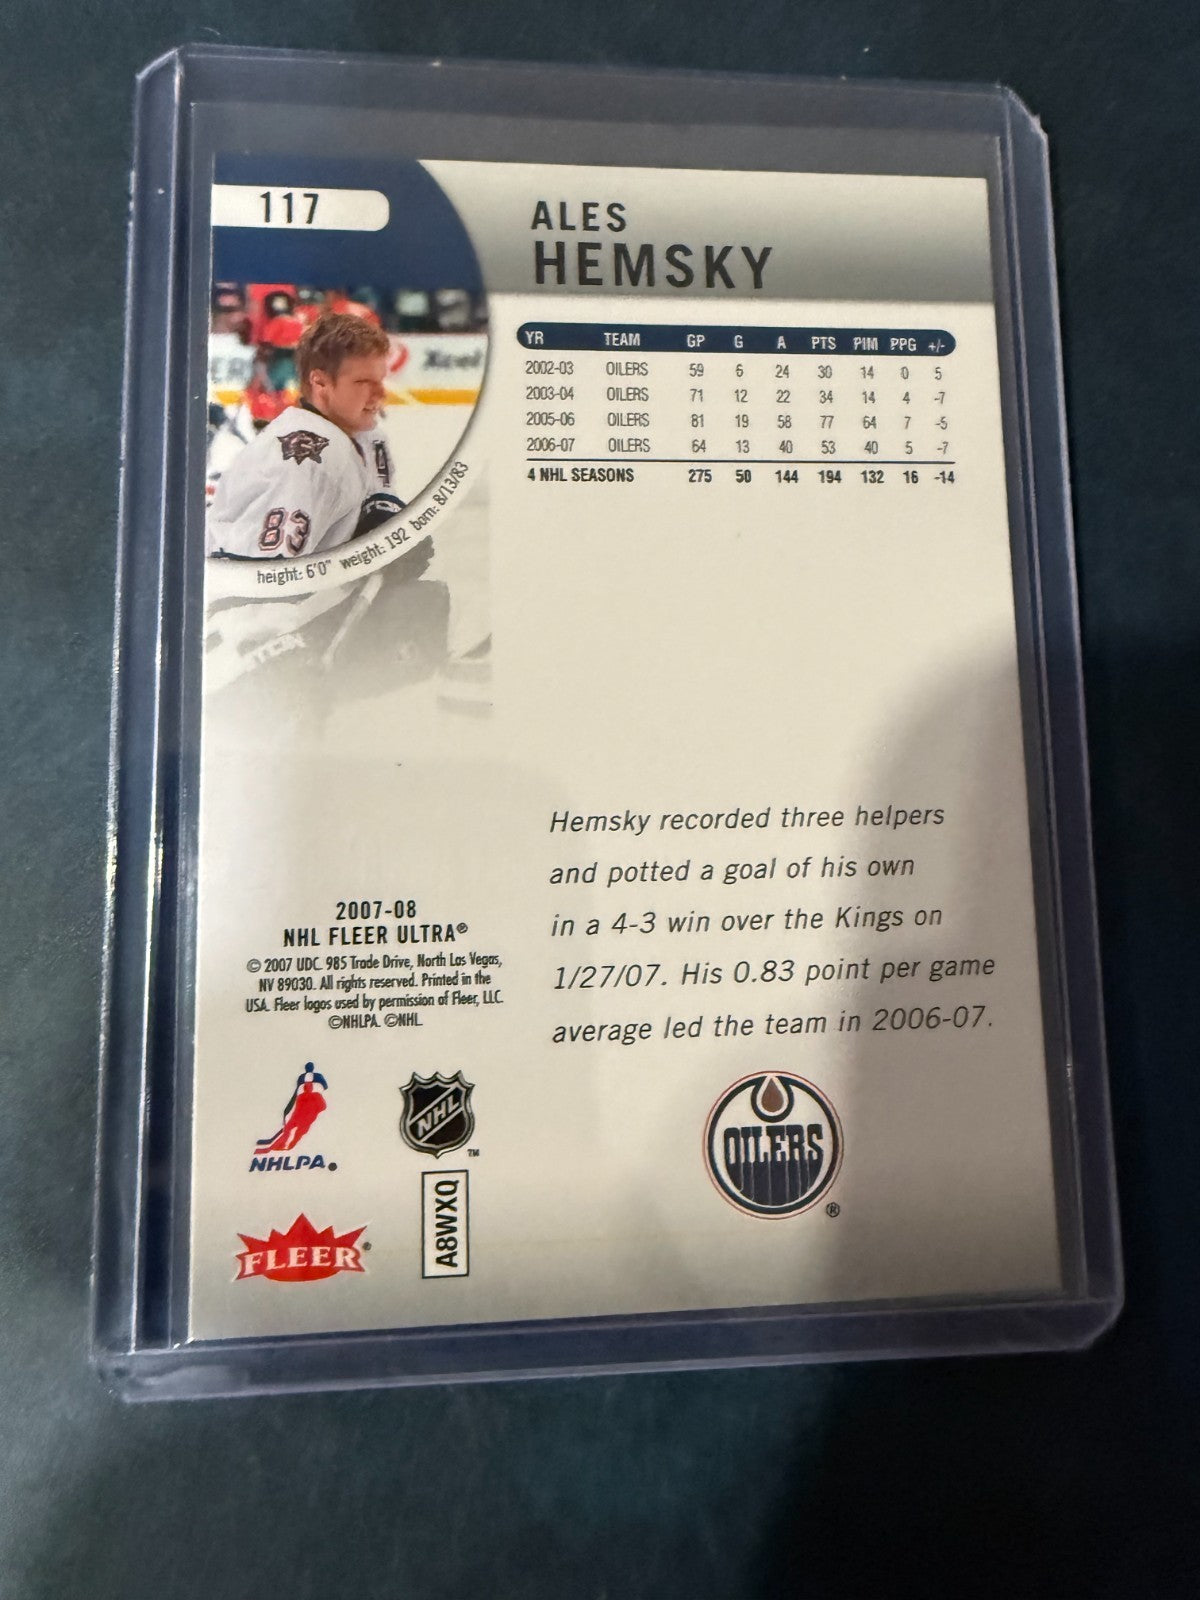 117
ALES
HEMSKY
YR TEAM GP G A PTS PIM PPG +/-
2002-03 OILERS 59 6 24 30 14 0 5
2003-04 OILERS 71 12 22 34 14 4 -7
2005-06 OILERS 81 19 58 77 64 7 -5
2006-07 OILERS 64 13 40 53 40 5 -7
4 NHL SEASONS 275 50 144 194 132 16 -14
Xcel
83
height: 6'0" weight: 192 born: 8/13/83
Hemsky recorded three helpers
and potted a goal of his own
in a 4-3 win over the Kings on
1/27/07. His 0.83 point per game
average led the team in 2006-07.
2007-08
NHL FLEER ULTRA®
© 2007 UDC. 985 Trade Drive, North Las Vegas,
NV 89030. All rights reserved. Printed in the
USA. Fleer logos used by permission of Fleer, LLC.
©NHLPA. ©NHL.
NHLPA®
NHL™
OILERS®
FLEER®
A8WXQ